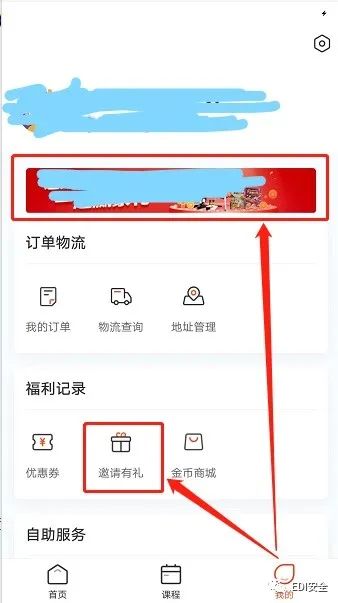 订单物流
我的订单 物流查询 地址管理
福利记录
优惠券 邀请有礼 金币商城
自助服务
首页 课程 我的
EDI安全